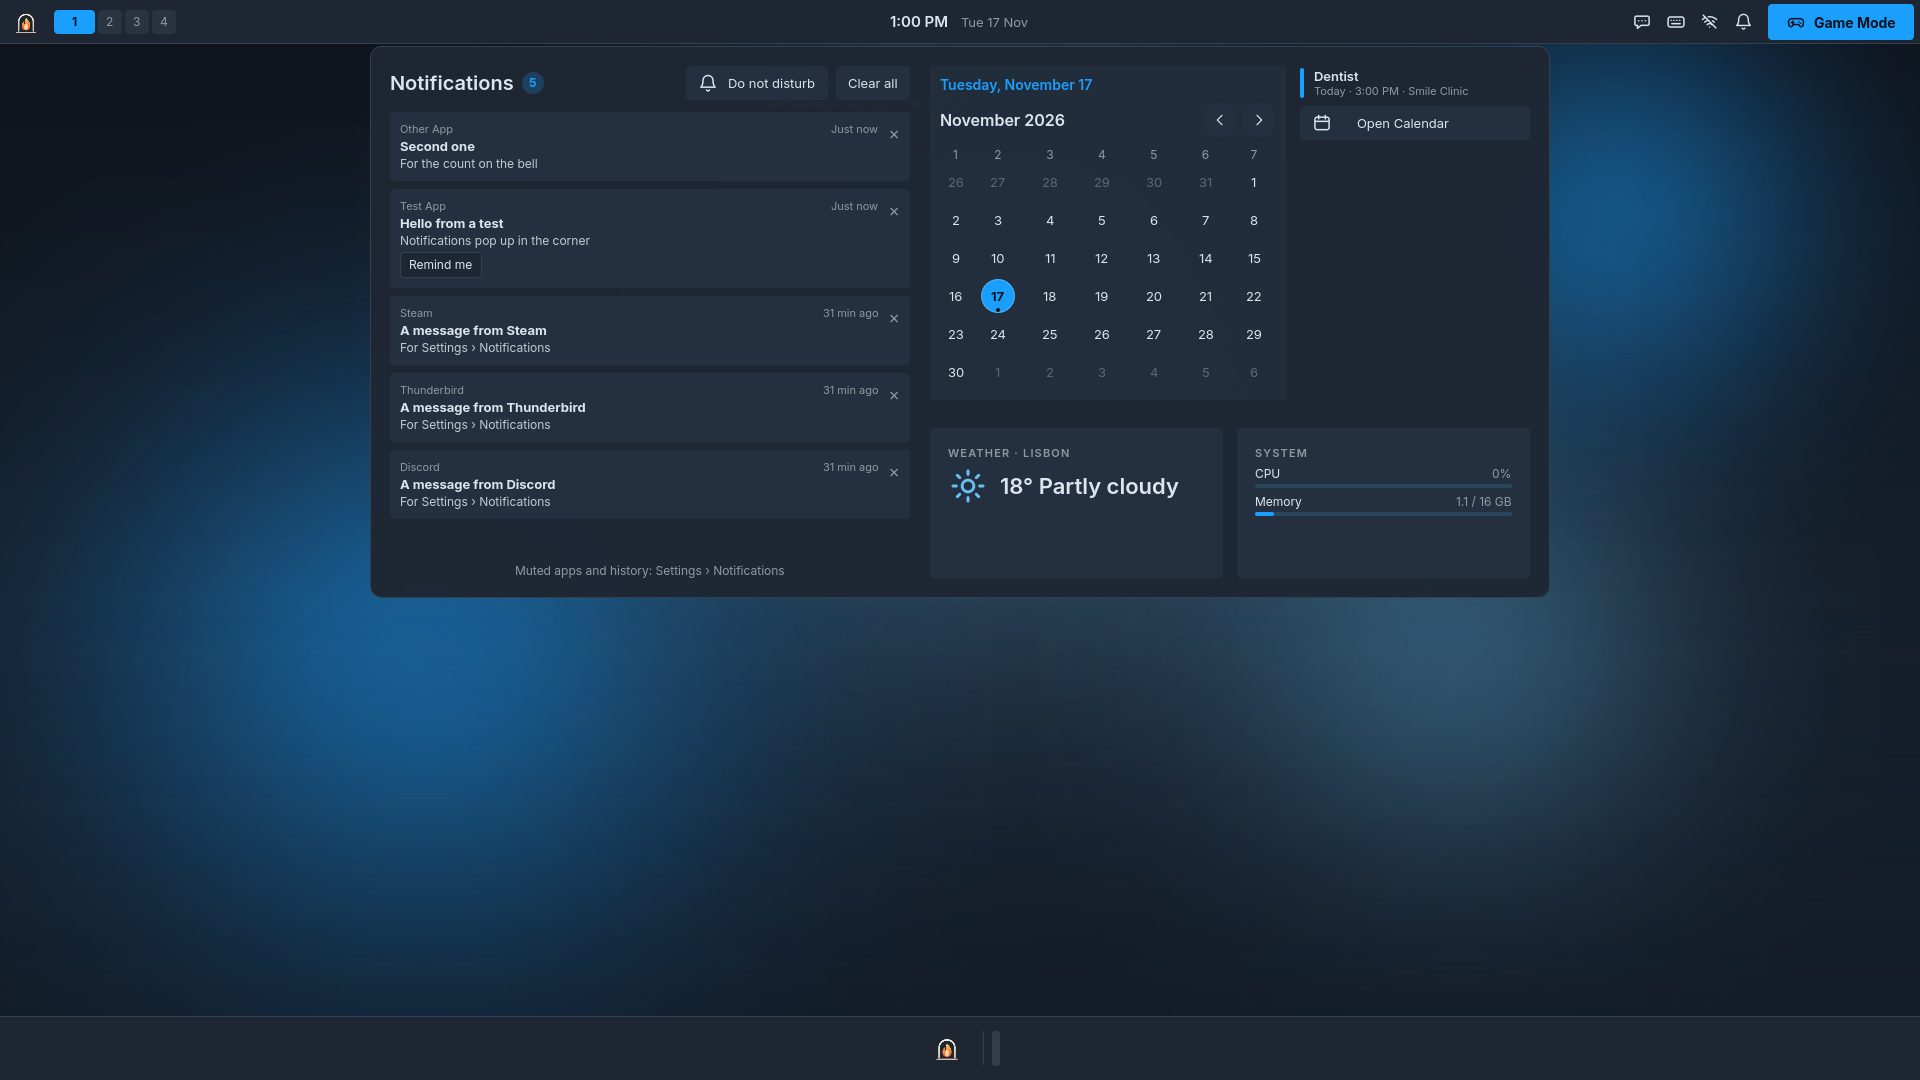 1 2 3 4
1:00 PM Tue 17 Nov
Game Mode
Notifications 5
Do not disturb
Clear all
Other App
Just now
Second one
For the count on the bell
Test App
Just now
Hello from a test
Notifications pop up in the corner
Remind me
Steam
31 min ago
A message from Steam
For Settings › Notifications
Thunderbird
31 min ago
A message from Thunderbird
For Settings › Notifications
Discord
31 min ago
A message from Discord
For Settings › Notifications
Muted apps and history: Settings › Notifications
Tuesday, November 17
November 2026
1 2 3 4 5 6 7
26 27 28 29 30 31 1
2 3 4 5 6 7 8
9 10 11 12 13 14 15
16 17 18 19 20 21 22
23 24 25 26 27 28 29
30 1 2 3 4 5 6
Dentist
Today · 3:00 PM · Smile Clinic
Open Calendar
WEATHER · LISBON
18° Partly cloudy
SYSTEM
CPU 0%
Memory 1.1 / 16 GB